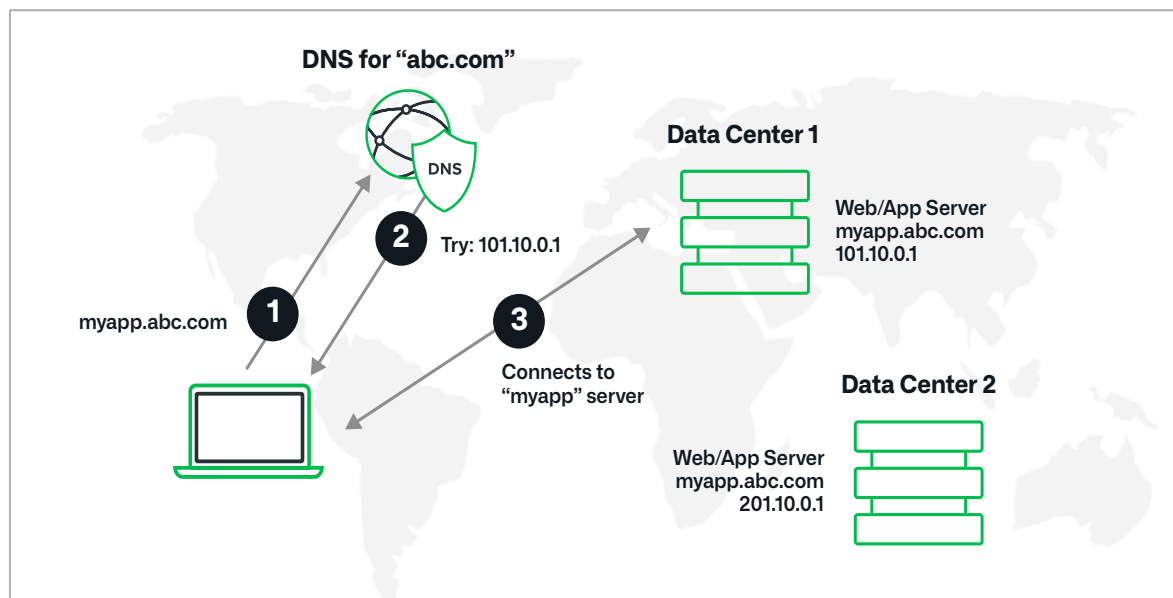 DNS for “abc.com”
DNS
1
myapp.abc.com
2
Try: 101.10.0.1
3
Connects to
“myapp” server
Data Center 1
Web/App Server
myapp.abc.com
101.10.0.1
Data Center 2
Web/App Server
myapp.abc.com
201.10.0.1